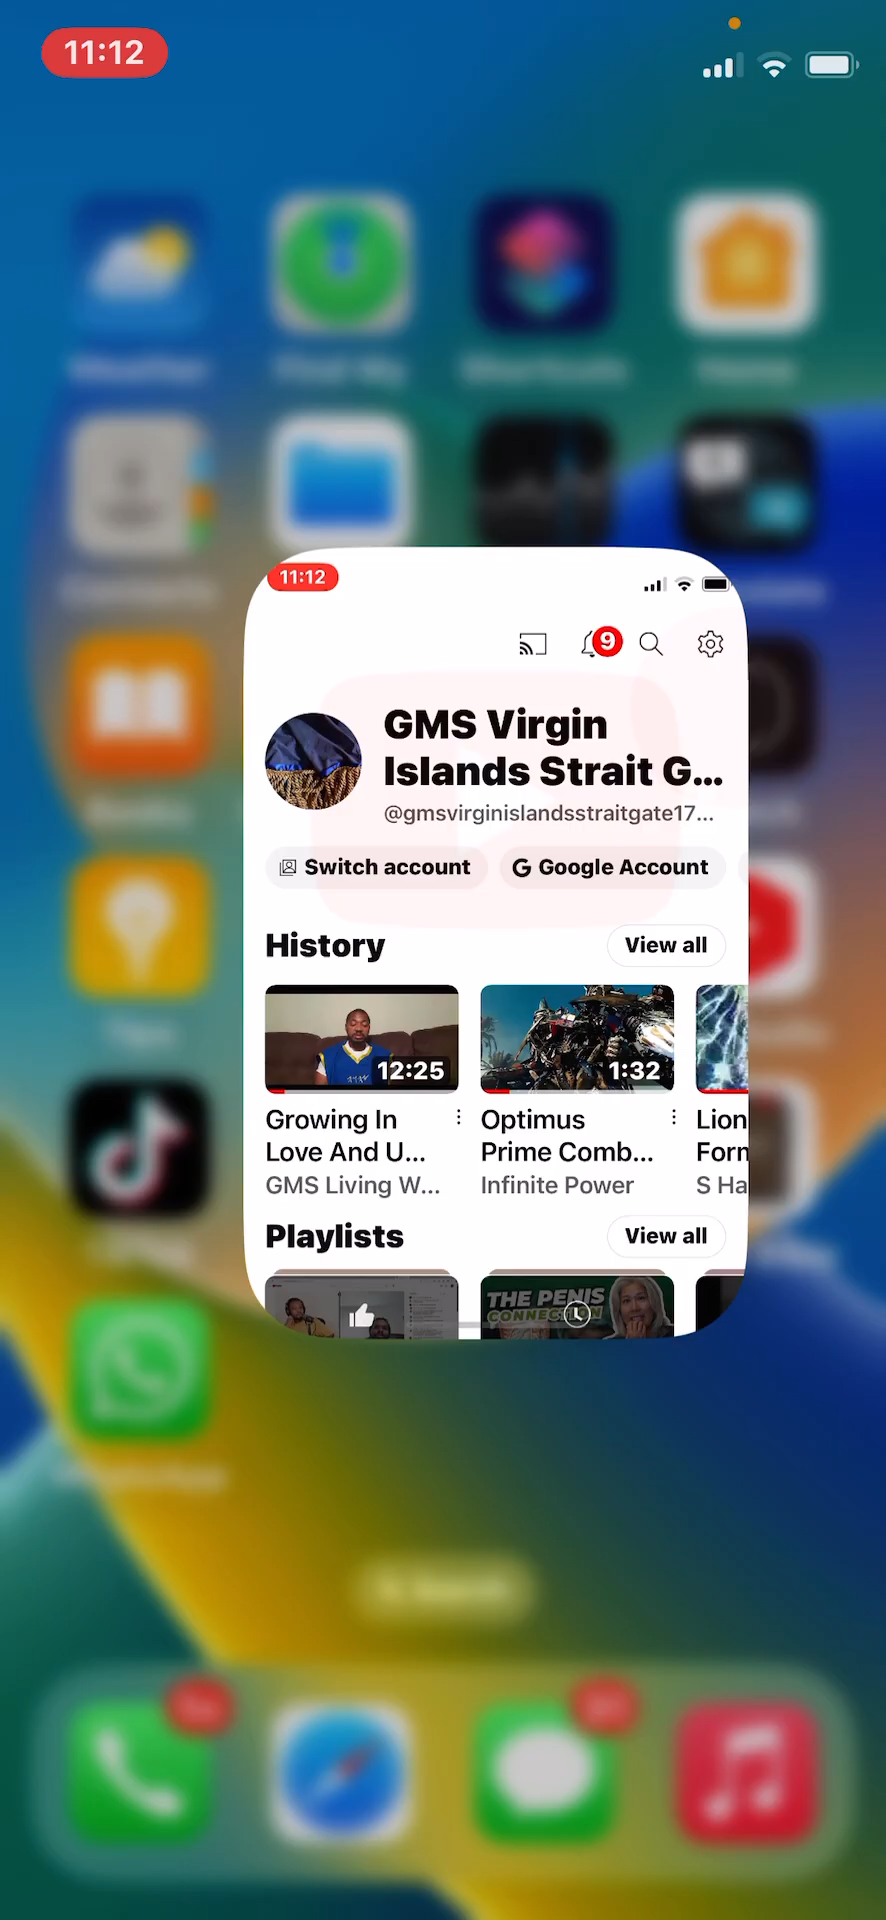 11:12
11:12
9
GMS Virgin
Islands Strait G...
@gmsvirginislandsstraitgate17...
Switch account
G Google Account
History
View all
12:25
1:32
Growing In
Love And U...
GMS Living W...
Optimus
Prime Comb...
Infinite Power
Lion
Form
S Ha
Playlists
View all
THE PENIS
CONNECTION